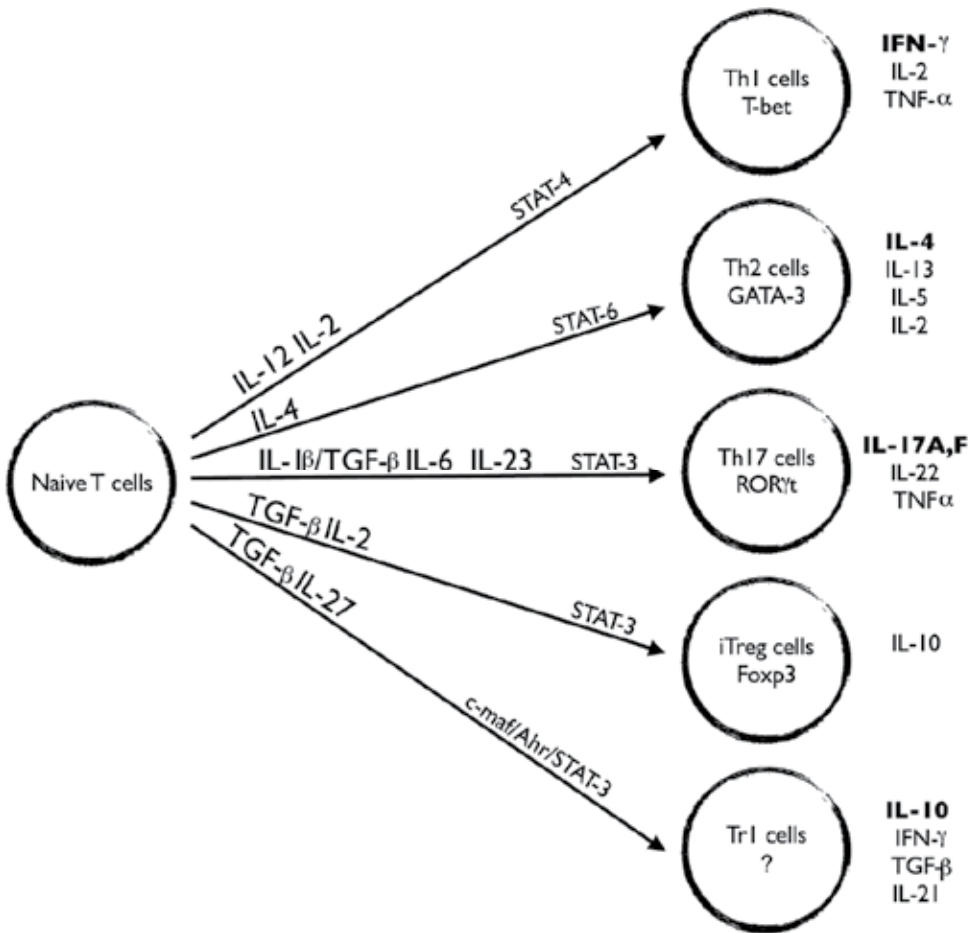 Naive T cells
IL-12 IL-2
STAT-4
Th1 cells
T-bet
IFN-γ
IL-2
TNF-α
IL-4
STAT-6
Th2 cells
GATA-3
IL-4
IL-13
IL-5
IL-2
IL-1β/TGF-β IL-6 IL-23
STAT-3
Th17 cells
RORγt
IL-17A,F
IL-22
TNFα
TGF-β IL-2
STAT-3
iTreg cells
Foxp3
IL-10
TGF-β IL-27
c-maf/Ahr/STAT-3
Tr1 cells
?
IL-10
IFN-γ
TGF-β
IL-21